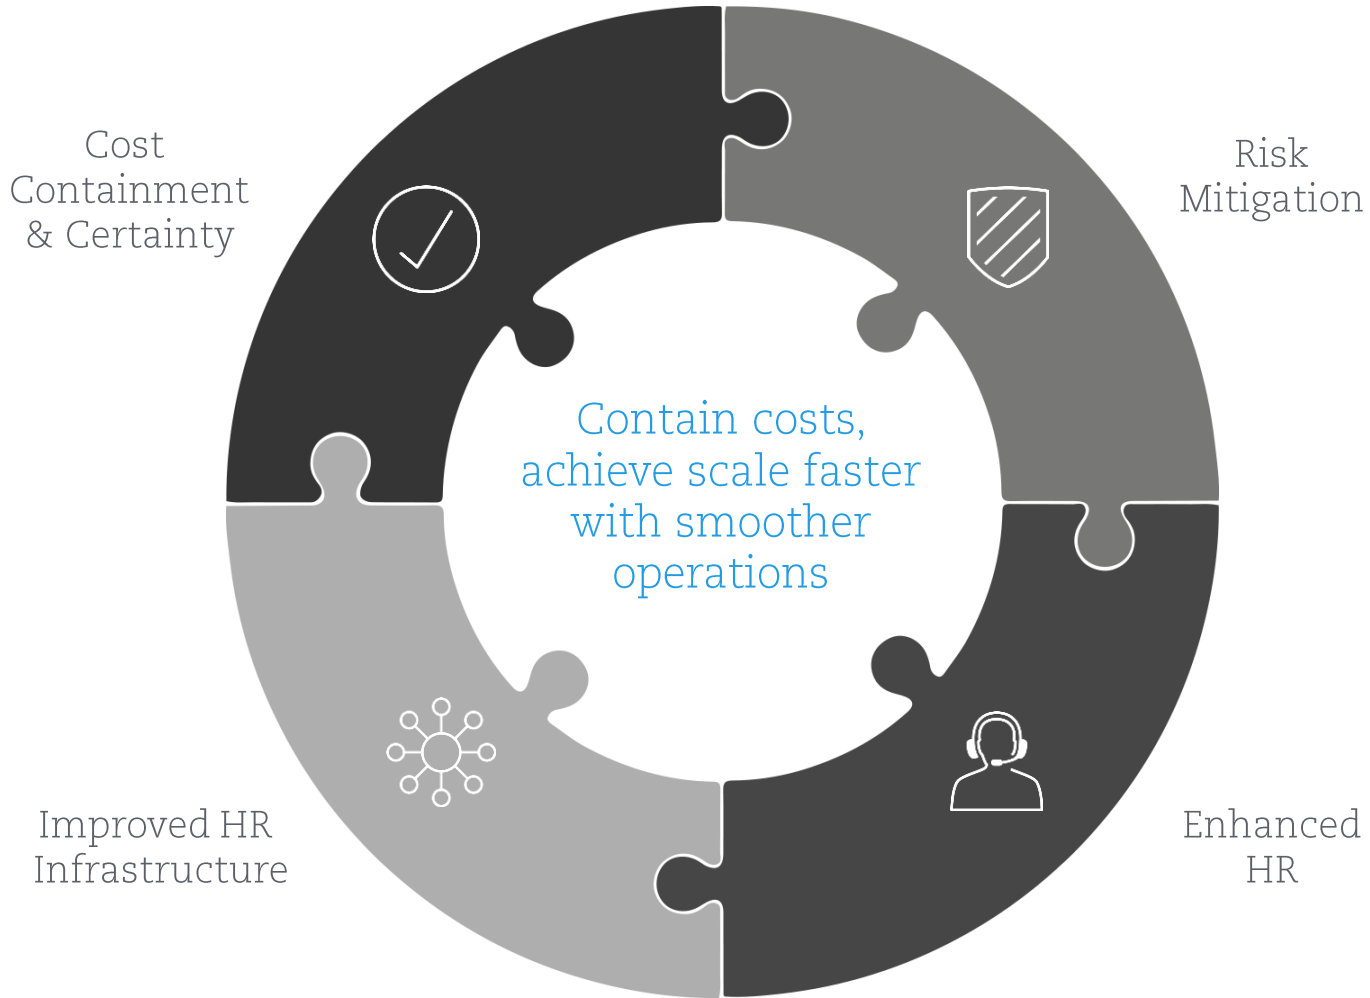 Cost
Containment
& Certainty
Risk
Mitigation
Contain costs,
achieve scale faster
with smoother
operations
Improved HR
Infrastructure
Enhanced
HR